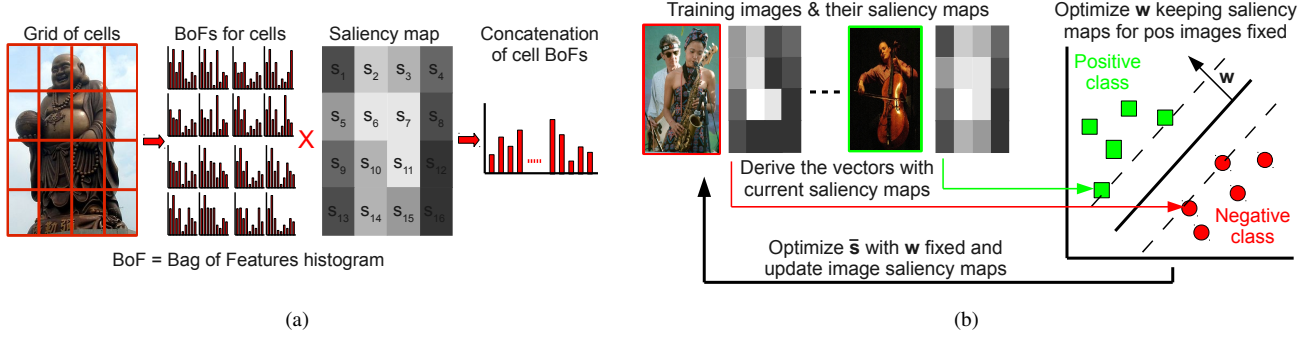 Grid of cells
BoFs for cells
Saliency map
Concatenation
of cell BoFs
S1 S2 S3 S4
S5 S6 S7 S8
X
S9 S10 S11 S12
S13 S14 S15 S16
BoF = Bag of Features histogram
(a)
Training images & their saliency maps
Optimize w keeping saliency
maps for pos images fixed
Positive
class
w
Derive the vectors with
current saliency maps
Negative
class
Optimize s̄ with w fixed and
update image saliency maps
(b)